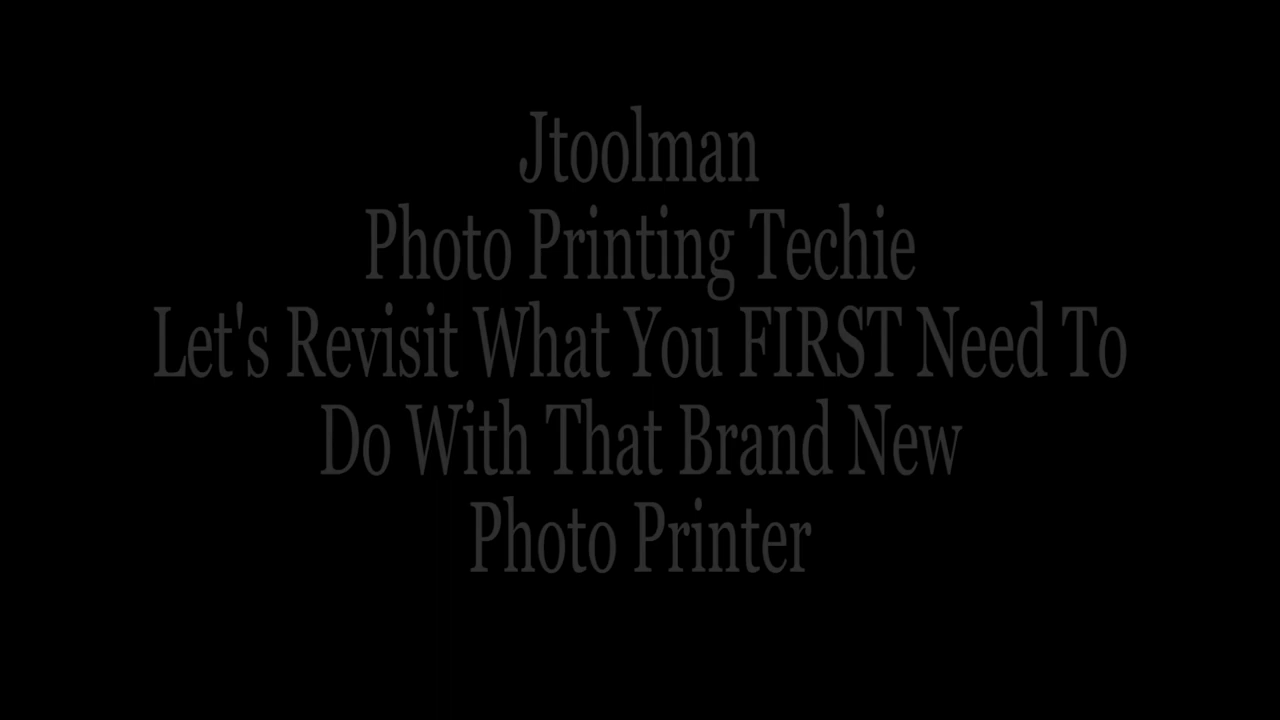 Jtoolman
Photo Printing Techie
Let's Revisit What You FIRST Need To
Do With That Brand New
Photo Printer